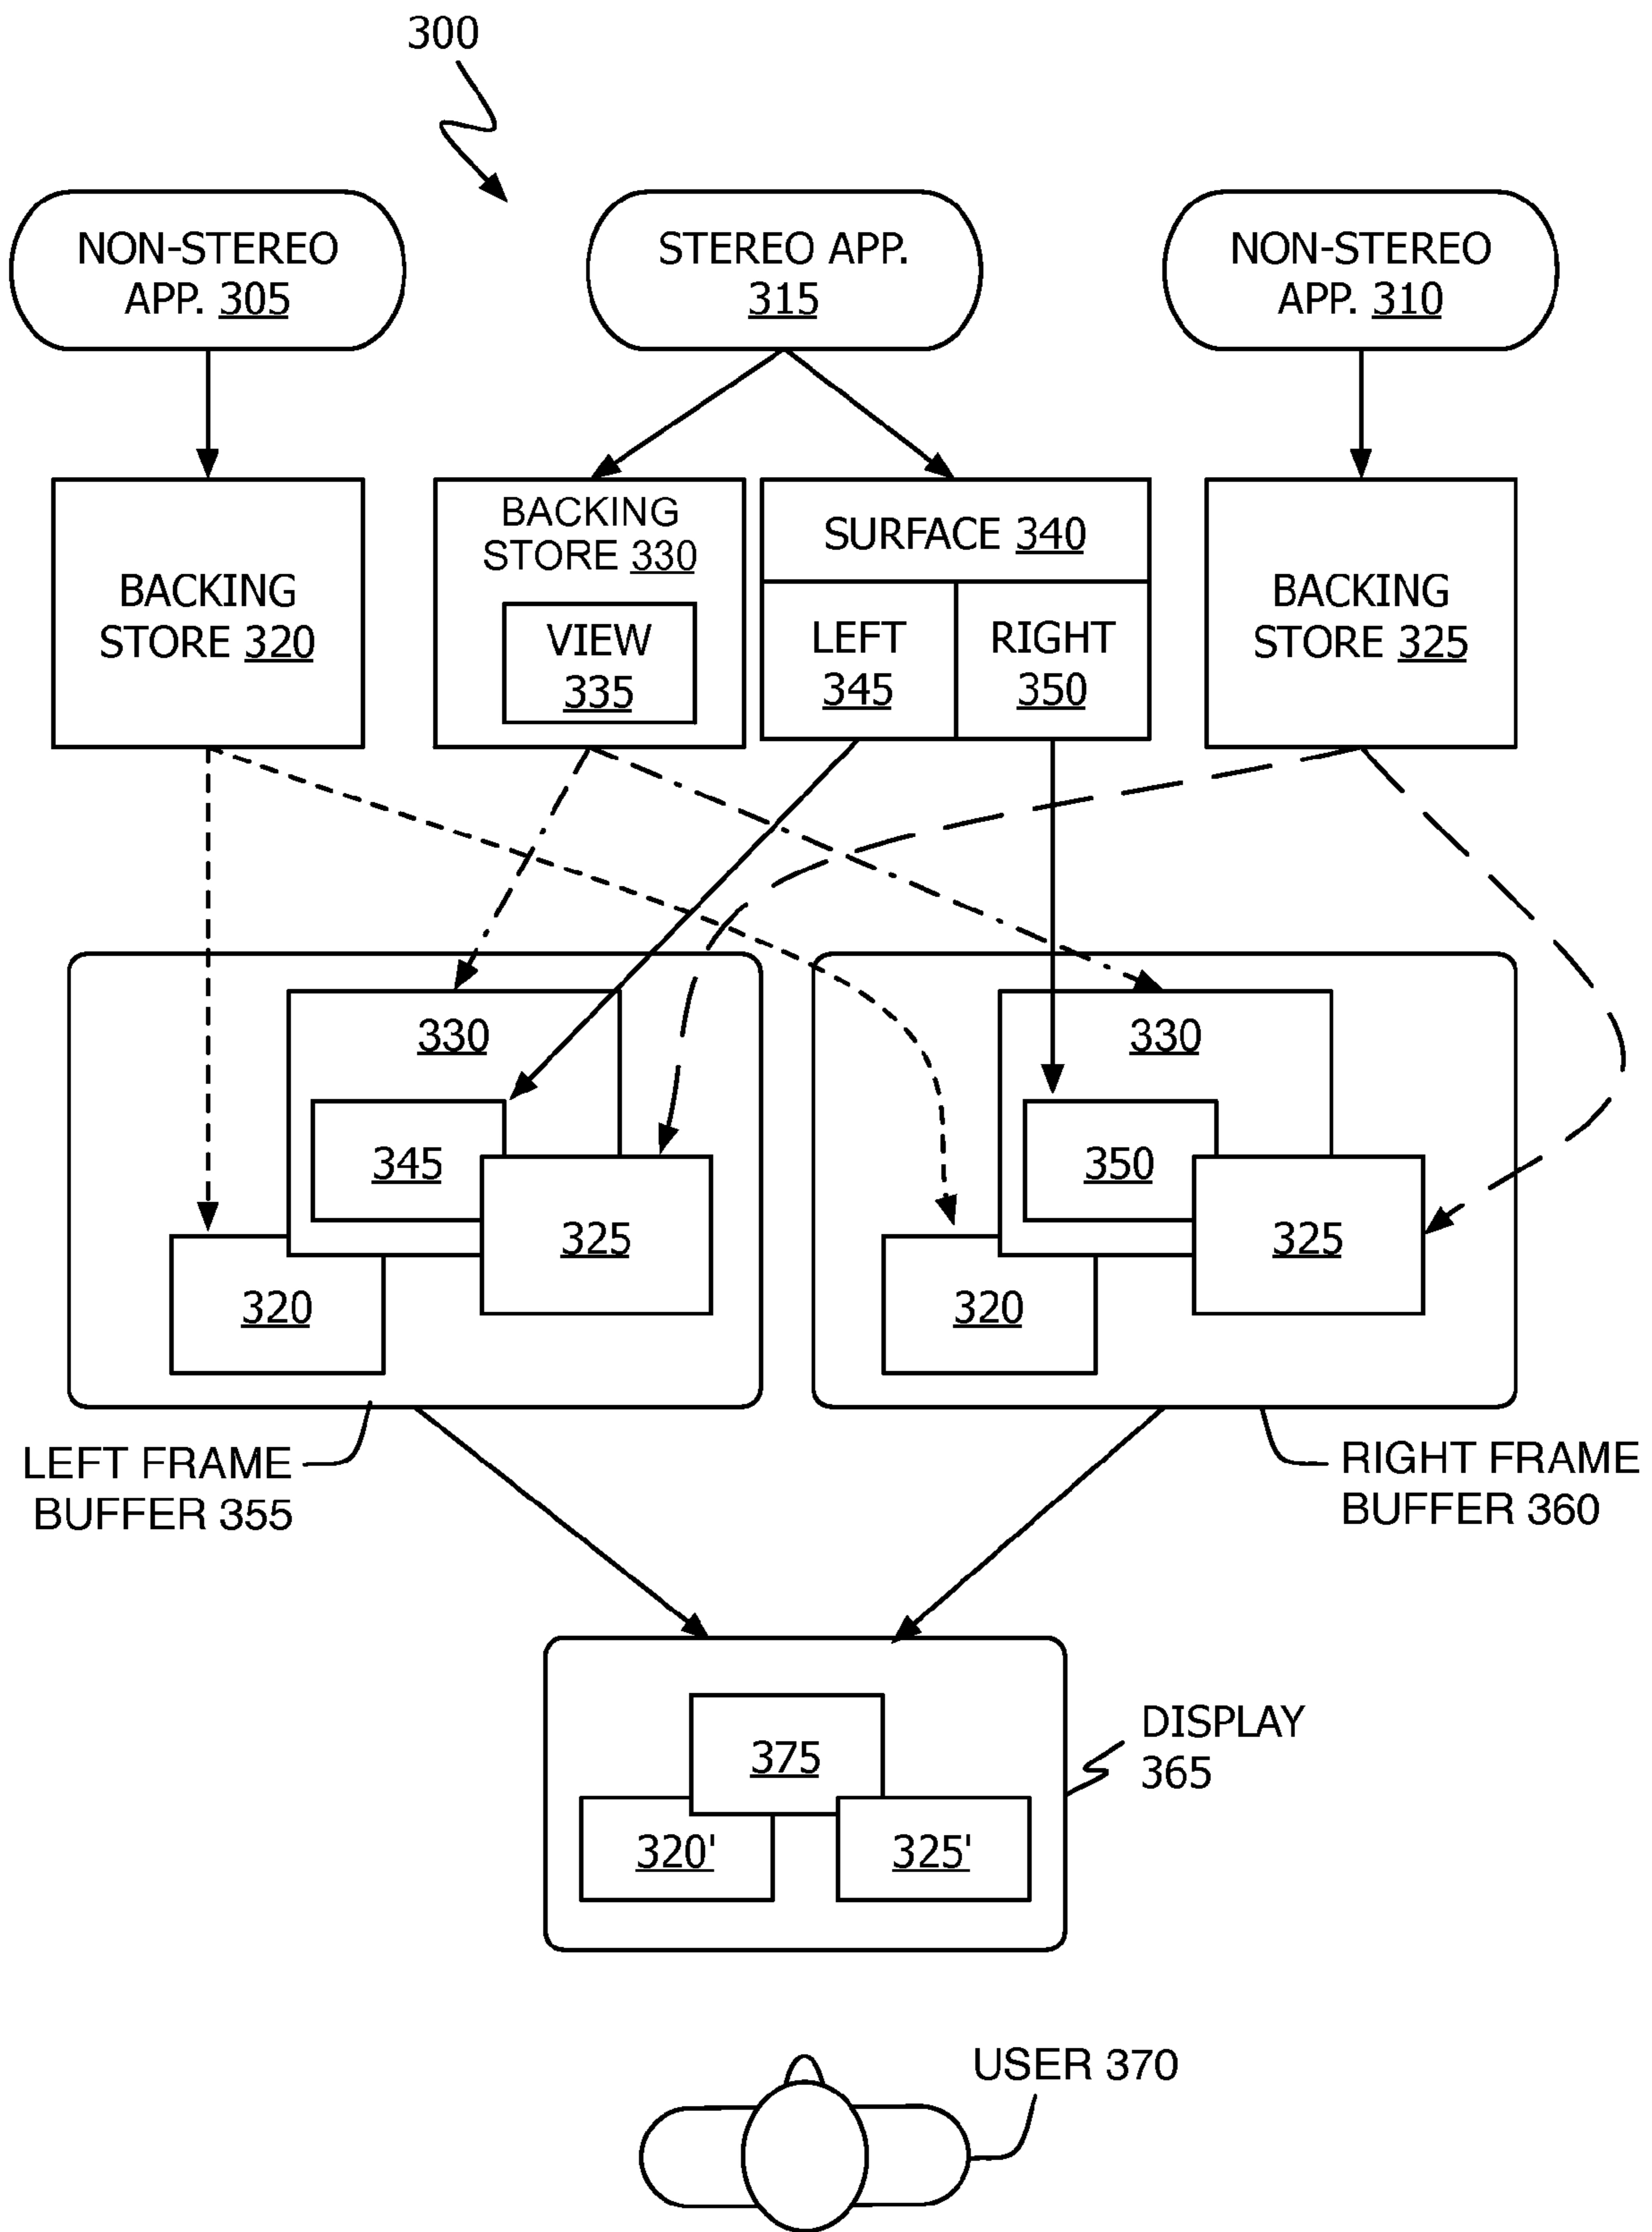 300
NON-STEREO
APP. 305
STEREO APP.
315
NON-STEREO
APP. 310
BACKING
STORE 320
BACKING
STORE 330
VIEW
335
SURFACE 340
LEFT
345
RIGHT
350
BACKING
STORE 325
330
345
325
320
330
350
325
320
LEFT FRAME
BUFFER 355
RIGHT FRAME
BUFFER 360
375
320'
325'
DISPLAY
365
USER 370